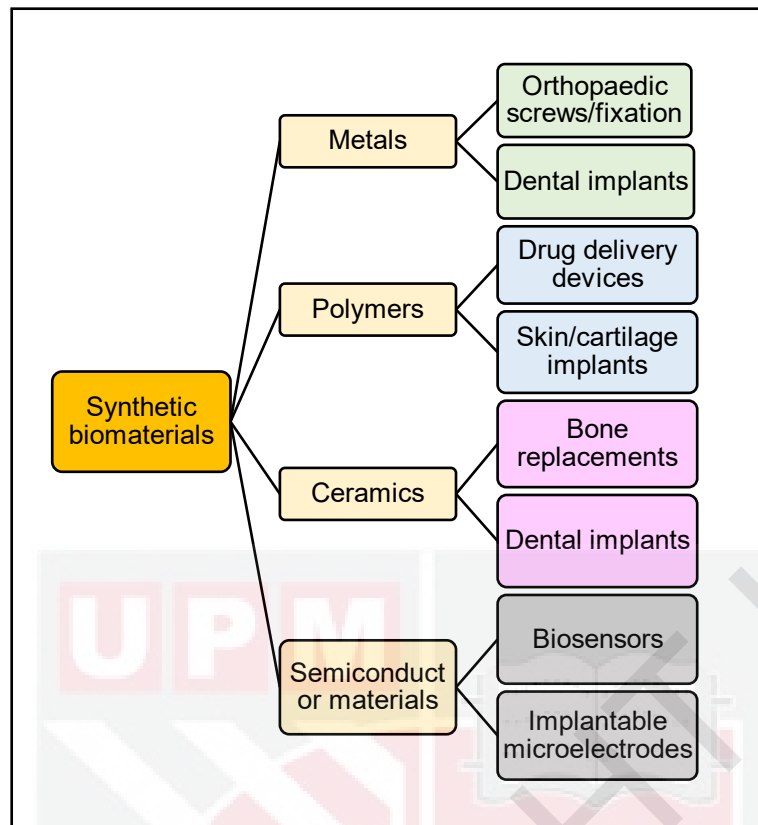 Synthetic
biomaterials
Metals
Orthopaedic
screws/fixation
Dental implants
Polymers
Drug delivery
devices
Skin/cartilage
implants
Ceramics
Bone
replacements
Dental implants
Semiconduct
or materials
Biosensors
Implantable
microelectrodes
UPM